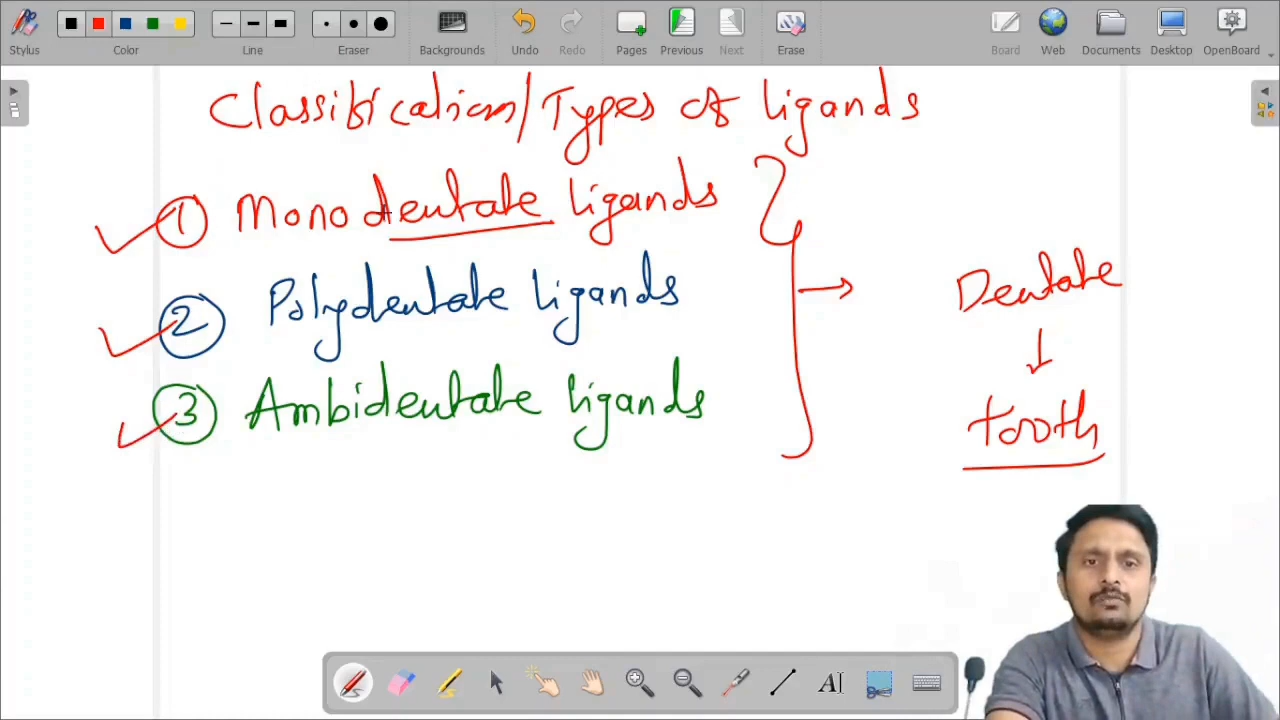 Stylus Color Line Eraser Backgrounds Undo Redo Pages Previous Next Erase Board Web Documents Desktop OpenBoard
Classification/Types of ligands
1 Monodentate ligands
2 Polydentate ligands
3 Ambidentate ligands
Dentate
↓
tooth